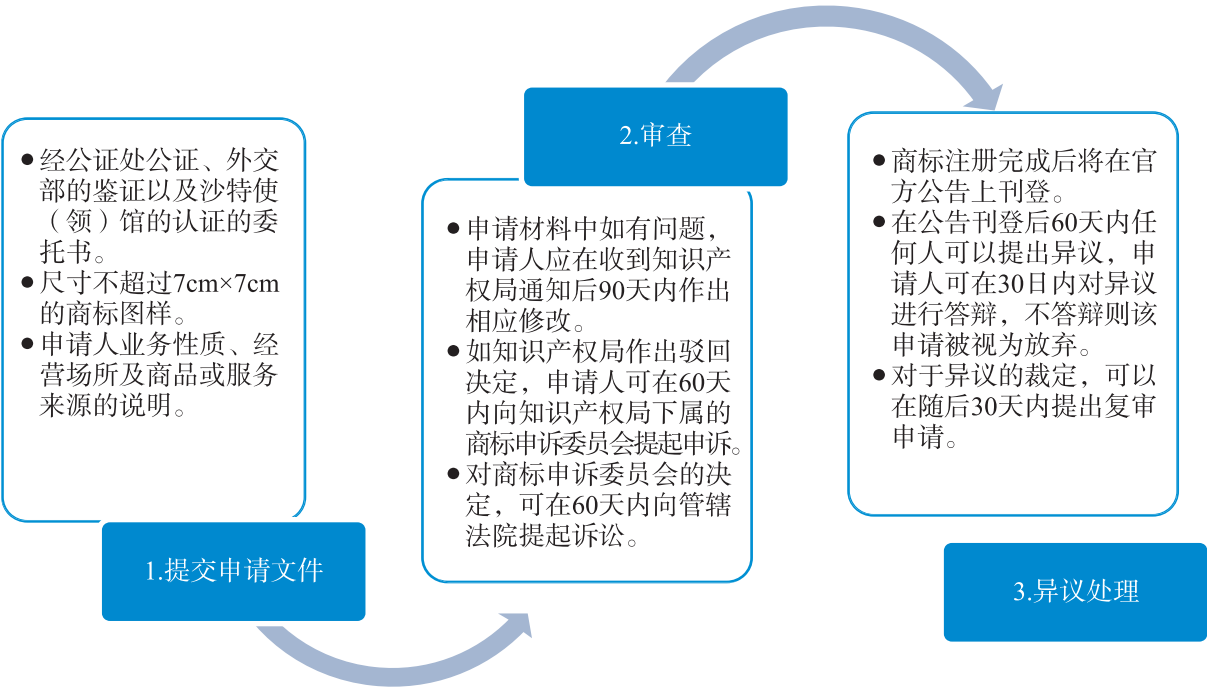 ● 经公证处公证、外交
部的鉴证以及沙特使
（领）馆的认证的委
托书。
● 尺寸不超过7cm×7cm
的商标图样。
● 申请人业务性质、经
营场所及商品或服务
来源的说明。
1.提交申请文件
2.审查
● 申请材料中如有问题，
申请人应在收到知识产
权局通知后90天内作出
相应修改。
● 如知识产权局作出驳回
决定，申请人可在60天
内向知识产权局下属的
商标申诉委员会提起申诉。
● 对商标申诉委员会的决
定，可在60天内向管辖
法院提起诉讼。
● 商标注册完成后将在官
方公告上刊登。
● 在公告刊登后60天内任
何人可以提出异议，申
请人可在30日内对异议
进行答辩，不答辩则该
申请被视为放弃。
● 对于异议的裁定，可以
在随后30天内提出复审
申请。
3.异议处理